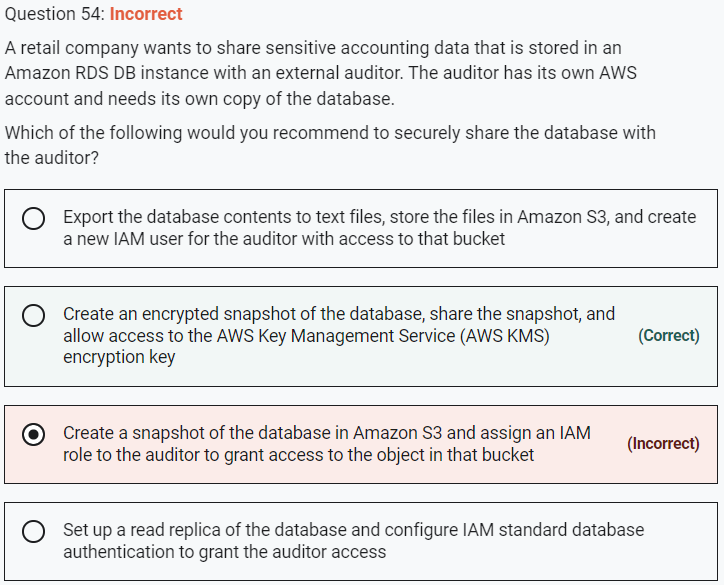 Question 54: Incorrect
A retail company wants to share sensitive accounting data that is stored in an
Amazon RDS DB instance with an external auditor. The auditor has its own AWS
account and needs its own copy of the database.
Which of the following would you recommend to securely share the database with
the auditor?
Export the database contents to text files, store the files in Amazon S3, and create
a new IAM user for the auditor with access to that bucket
Create an encrypted snapshot of the database, share the snapshot, and
allow access to the AWS Key Management Service (AWS KMS)
encryption key
(Correct)
Create a snapshot of the database in Amazon S3 and assign an IAM
role to the auditor to grant access to the object in that bucket
(Incorrect)
Set up a read replica of the database and configure IAM standard database
authentication to grant the auditor access